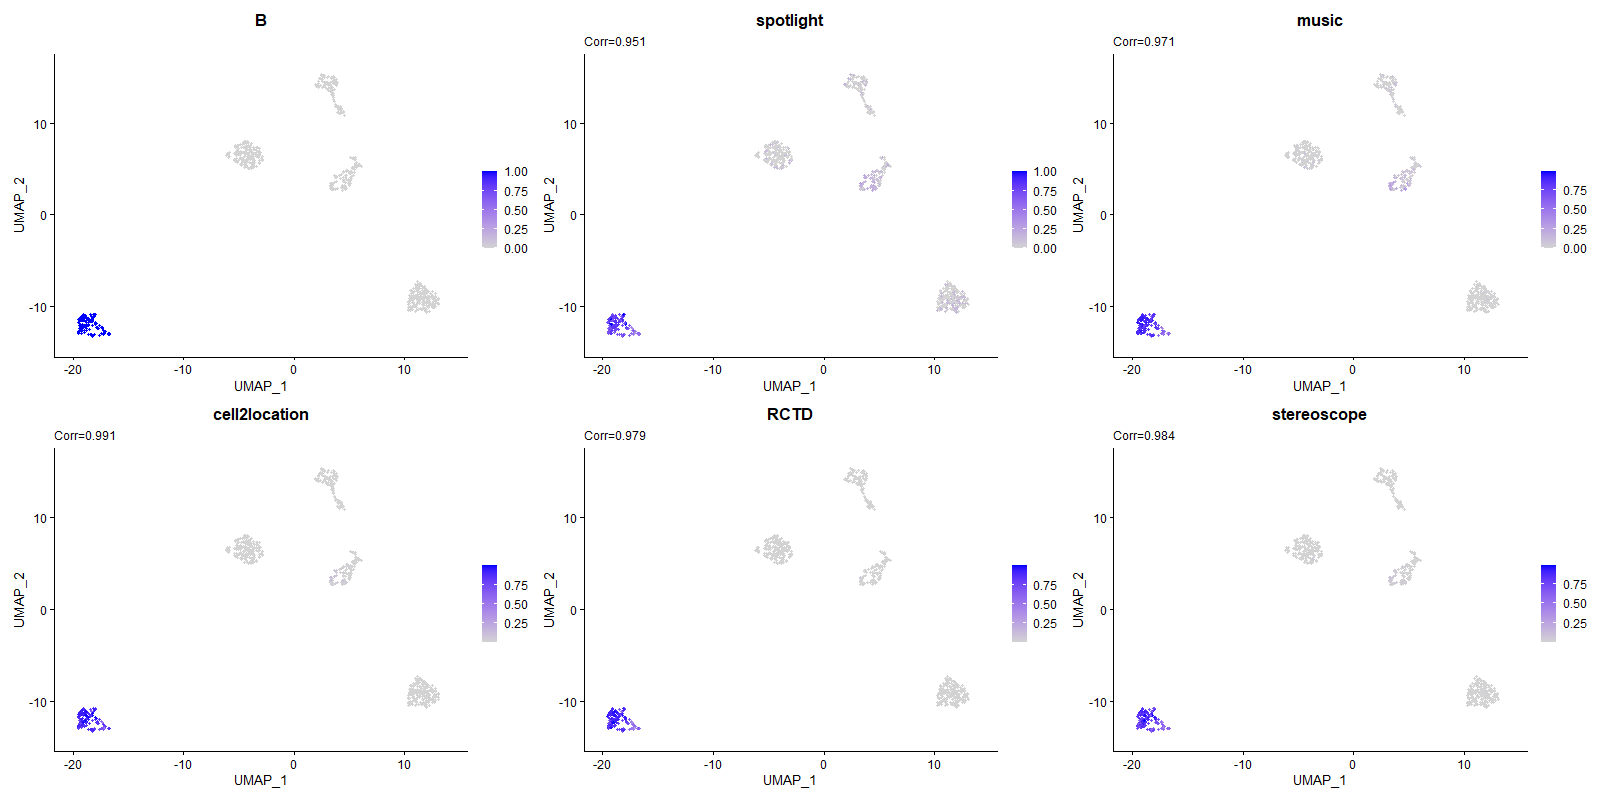 B
UMAP_2
10
0
-10
-20
-10
0
10
UMAP_1
1.00
0.75
0.50
0.25
0.00
spotlight
Corr=0.951
UMAP_2
10
0
-10
-20
-10
0
10
UMAP_1
1.00
0.75
0.50
0.25
0.00
music
Corr=0.971
UMAP_2
10
0
-10
-20
-10
0
10
UMAP_1
0.75
0.50
0.25
0.00
cell2location
Corr=0.991
UMAP_2
10
0
-10
-20
-10
0
10
UMAP_1
0.75
0.50
0.25
RCTD
Corr=0.979
UMAP_2
10
0
-10
-20
-10
0
10
UMAP_1
0.75
0.50
0.25
stereoscope
Corr=0.984
UMAP_2
10
0
-10
-20
-10
0
10
UMAP_1
0.75
0.50
0.25